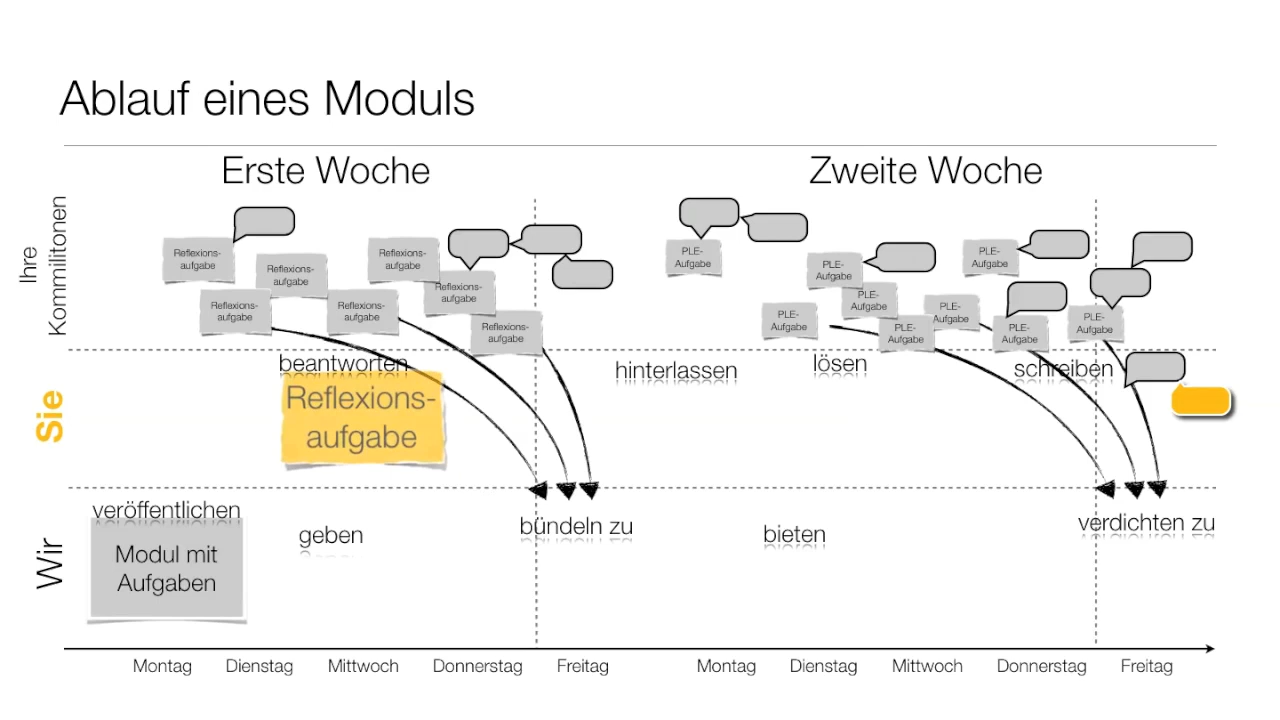 Ablauf eines Moduls
Erste Woche
Zweite Woche
Ihre
Kommilitonen
Reflexions-
aufgabe
Reflexions-
aufgabe
Reflexions-
aufgabe
Reflexions-
aufgabe
Reflexions-
aufgabe
Reflexions-
aufgabe
Reflexions-
aufgabe
PLE-
Aufgabe
PLE-
Aufgabe
PLE-
Aufgabe
PLE-
Aufgabe
PLE-
Aufgabe
PLE-
Aufgabe
PLE-
Aufgabe
PLE-
Aufgabe
PLE-
Aufgabe
Sie
beantworten
Reflexions-
aufgabe
hinterlassen
lösen
schreiben
Wir
veröffentlichen
Modul mit
Aufgaben
geben
bündeln zu
bieten
verdichten zu
Montag
Dienstag
Mittwoch
Donnerstag
Freitag
Montag
Dienstag
Mittwoch
Donnerstag
Freitag